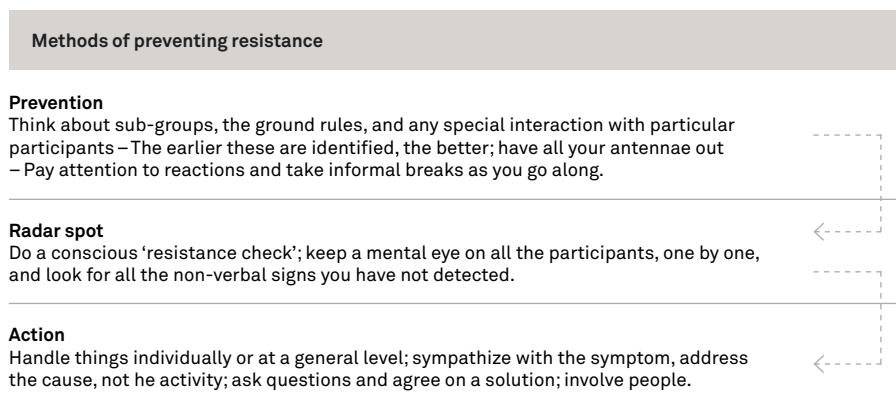 Methods of preventing resistance
Prevention
Think about sub-groups, the ground rules, and any special interaction with particular
participants – The earlier these are identified, the better; have all your antennae out
– Pay attention to reactions and take informal breaks as you go along.
Radar spot
Do a conscious ‘resistance check’; keep a mental eye on all the participants, one by one,
and look for all the non-verbal signs you have not detected.
Action
Handle things individually or at a general level; sympathize with the symptom, address
the cause, not he activity; ask questions and agree on a solution; involve people.